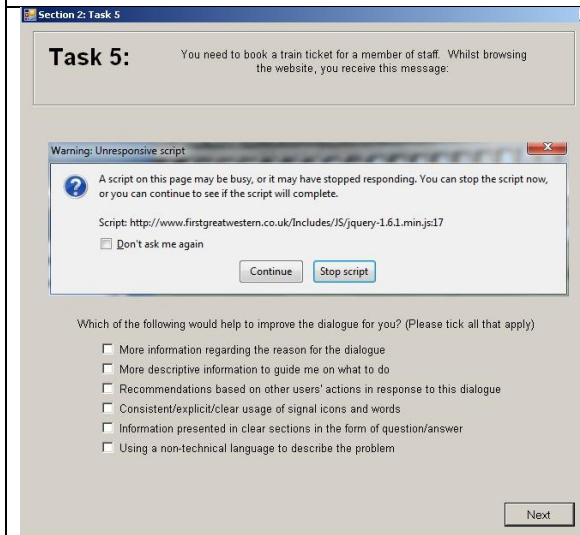 Section 2: Task 5
Task 5:
You need to book a train ticket for a member of staff. Whilst browsing
the website, you receive this message:
Warning: Unresponsive script
A script on this page may be busy, or it may have stopped responding. You can stop the script now,
or you can continue to see if the script will complete.
Script: http://www.firstgreatwestern.co.uk/Includes/JS/jquery-1.6.1.min.js:17
Don't ask me again
Continue
Stop script
Which of the following would help to improve the dialogue for you? (Please tick all that apply)
More information regarding the reason for the dialogue
More descriptive information to guide me on what to do
Recommendations based on other users' actions in response to this dialogue
Consistent/explicit/clear usage of signal icons and words
Information presented in clear sections in the form of question/answer
Using a non-technical language to describe the problem
Next